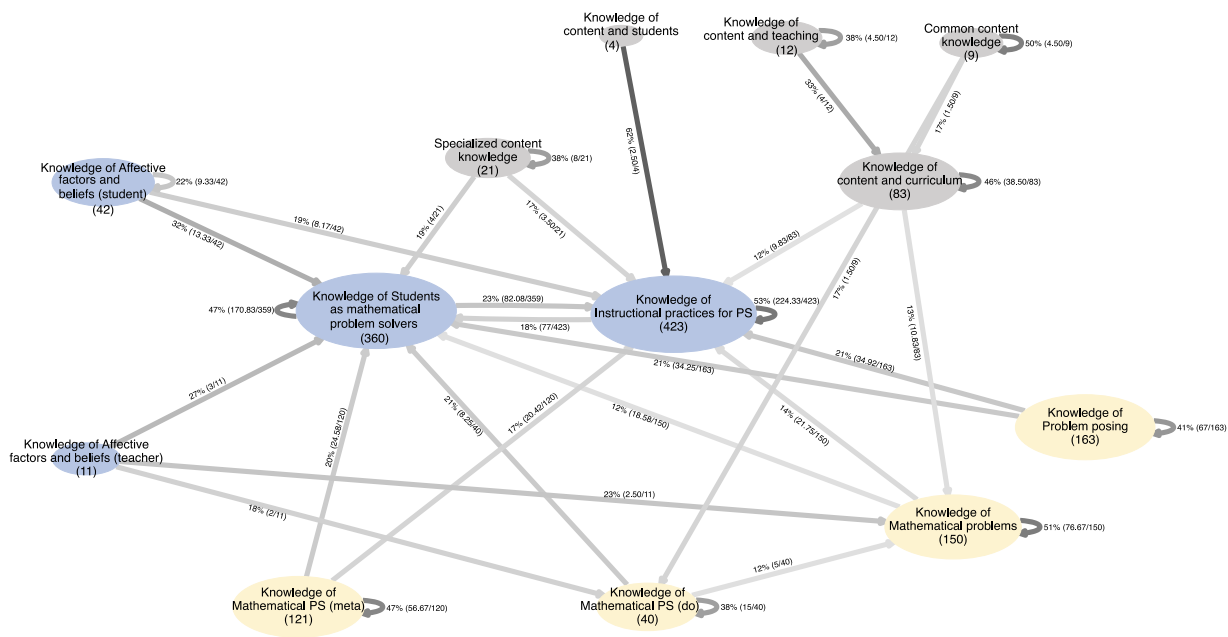 Knowledge of
content and students
(4)
Knowledge of
content and teaching
(12)
38% (4.50/12)
Common content
knowledge
(9)
50% (4.50/9)
62% (2.50/4)
33% (4/12)
17% (1.50/9)
Specialized content
knowledge
(21)
38% (8/21)
Knowledge of
content and curriculum
(83)
46% (38.50/83)
Knowledge of Affective
factors and
beliefs (student)
(42)
22% (9.33/42)
32% (13.33/42)
19% (8.17/42)
19% (4/21)
17% (3.50/21)
12% (9.83/83)
17% (1.50/9)
13% (10.83/83)
47% (170.83/359)
Knowledge of Students
as mathematical
problem solvers
(360)
23% (82.08/359)
18% (77/423)
Knowledge of
Instructional practices for PS
(423)
53% (224.33/423)
21% (34.92/163)
21% (34.25/163)
27% (3/11)
20% (24.58/120)
17% (20.42/120)
21% (8.25/40)
12% (18.58/150)
14% (21.75/150)
Knowledge of
Problem posing
(163)
41% (67/163)
Knowledge of Affective
factors and beliefs (teacher)
(11)
23% (2.50/11)
18% (2/11)
Knowledge of
Mathematical problems
(150)
51% (76.67/150)
12% (5/40)
Knowledge of
Mathematical PS (meta)
(121)
47% (56.67/120)
Knowledge of
Mathematical PS (do)
(40)
38% (15/40)